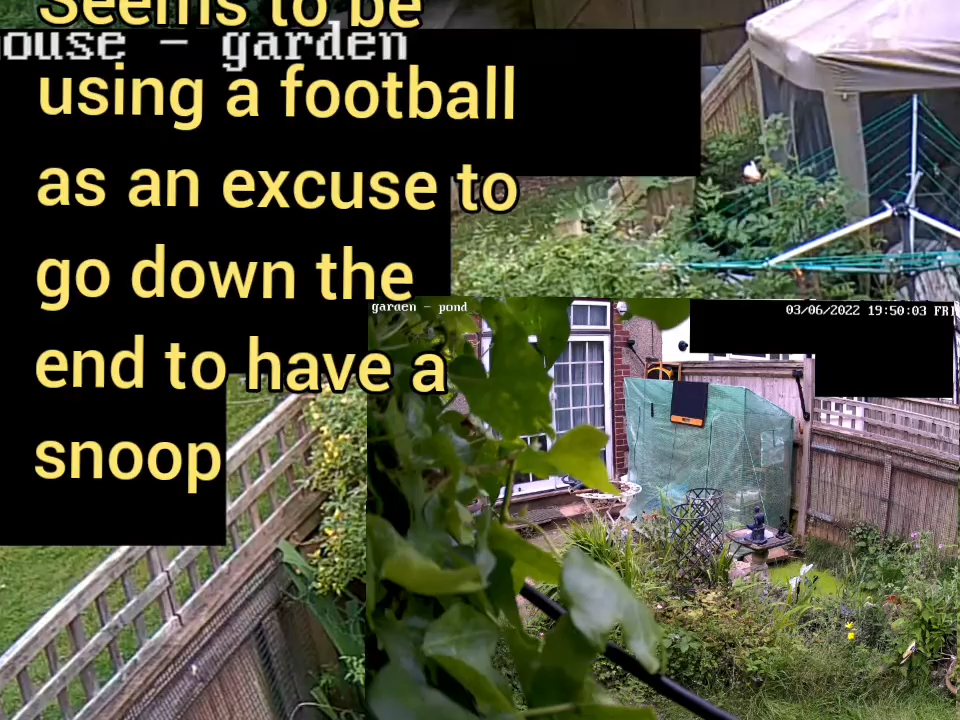 Seems to be
ouse - garden
using a football
as an excuse to
go down the
garden - pond
03/06/2022 19:50:03 FRI
end to have a
snoop